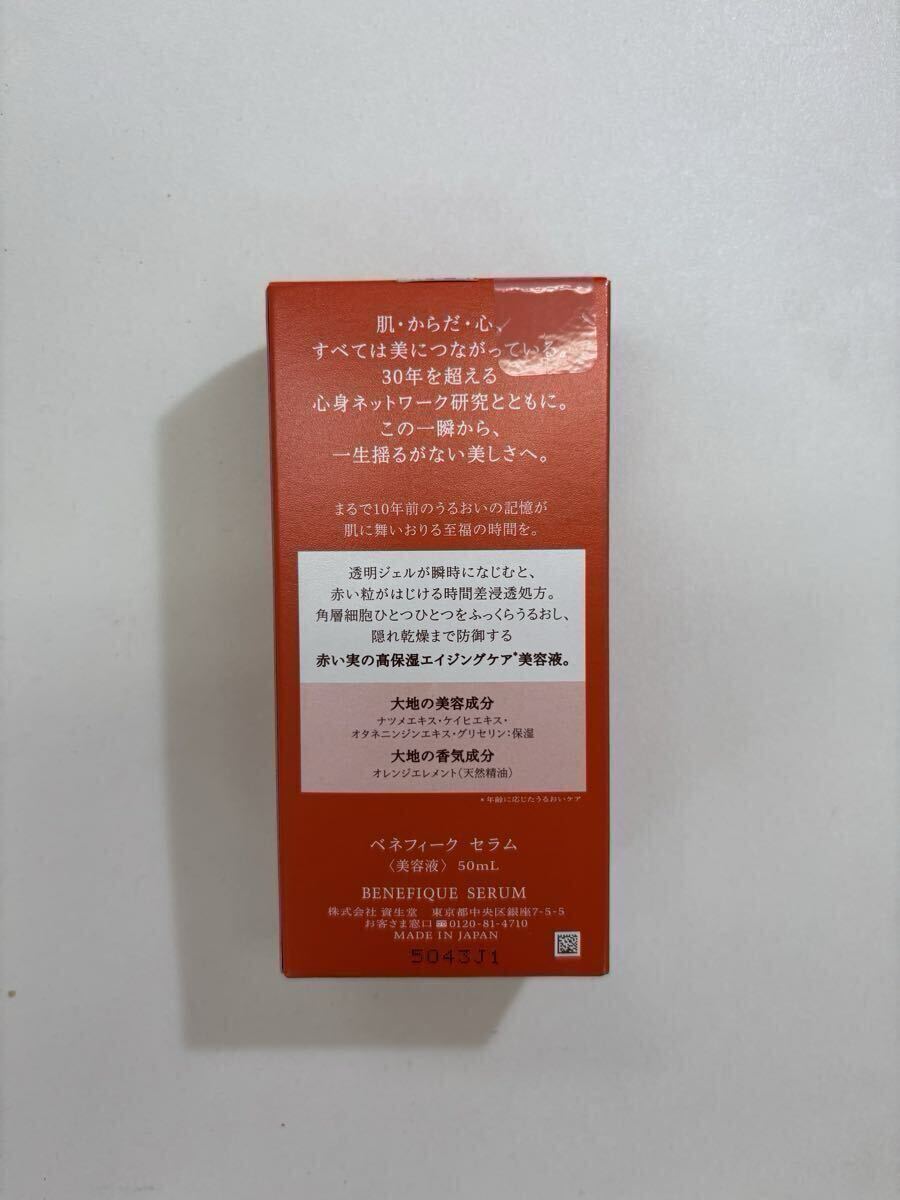 肌・からだ・心、
すべては美につながっている。
30年を超える
心身ネットワーク研究とともに。
この一瞬から、
一生揺るがない美しさへ。
まるで10年前のうるおいの記憶が
肌に舞いおりる至福の時間を。
透明ジェルが瞬時になじむと、
赤い粒がはじける時間差浸透処方。
角層細胞ひとつひとつをふっくらうるおし、
隠れ乾燥まで防御する
赤い実の高保湿エイジングケア*美容液。
大地の美容成分
ナツメエキス・ケイヒエキス・
オタネニンジンエキス・グリセリン:保湿
大地の香気成分
オレンジエレメント(天然精油)
*年齢に応じたうるおいケア
ベネフィーク セラム
〈美容液〉 50mL
BENEFIQUE SERUM
株式会社 資生堂 東京都中央区銀座7-5-5
お客さま窓口 0120-81-4710
MADE IN JAPAN
5043J1